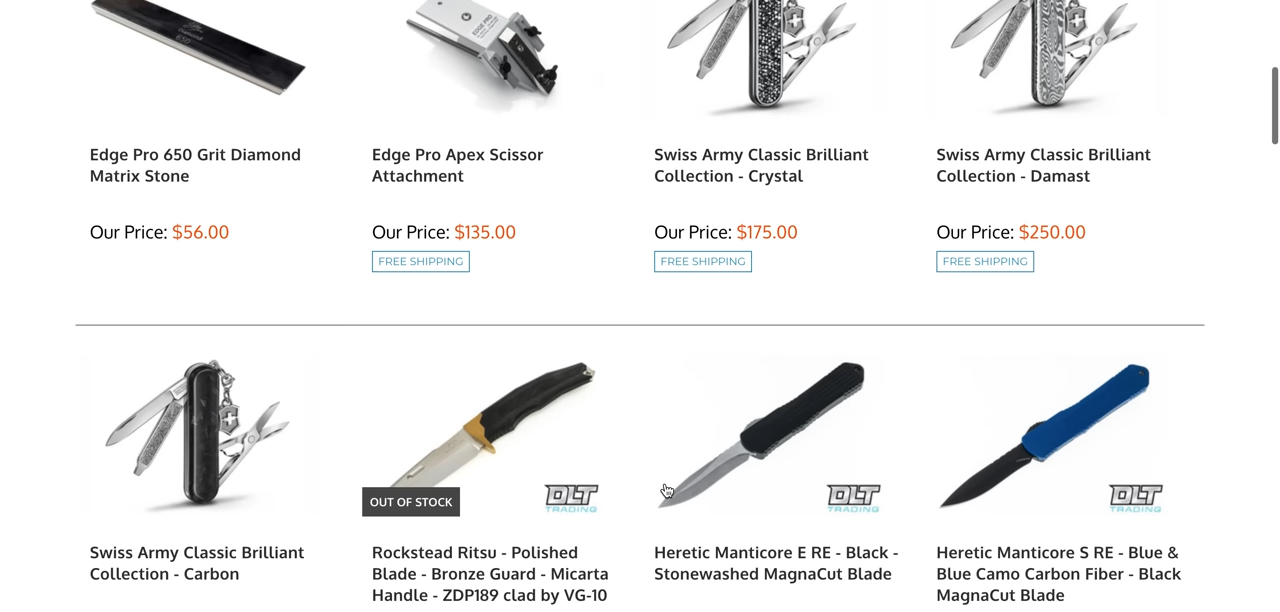 Diamond
650
EDGE PRO
Edge Pro 650 Grit Diamond
Matrix Stone
Our Price: $56.00
Edge Pro Apex Scissor
Attachment
Our Price: $135.00
FREE SHIPPING
Swiss Army Classic Brilliant
Collection - Crystal
Our Price: $175.00
FREE SHIPPING
Swiss Army Classic Brilliant
Collection - Damast
Our Price: $250.00
FREE SHIPPING
Swiss Army Classic Brilliant
Collection - Carbon
OUT OF STOCK
DLT
TRADING
Rockstead Ritsu - Polished
Blade - Bronze Guard - Micarta
Handle - ZDP189 clad by VG-10
DLT
TRADING
Heretic Manticore E RE - Black -
Stonewashed MagnaCut Blade
DLT
TRADING
Heretic Manticore S RE - Blue &
Blue Camo Carbon Fiber - Black
MagnaCut Blade